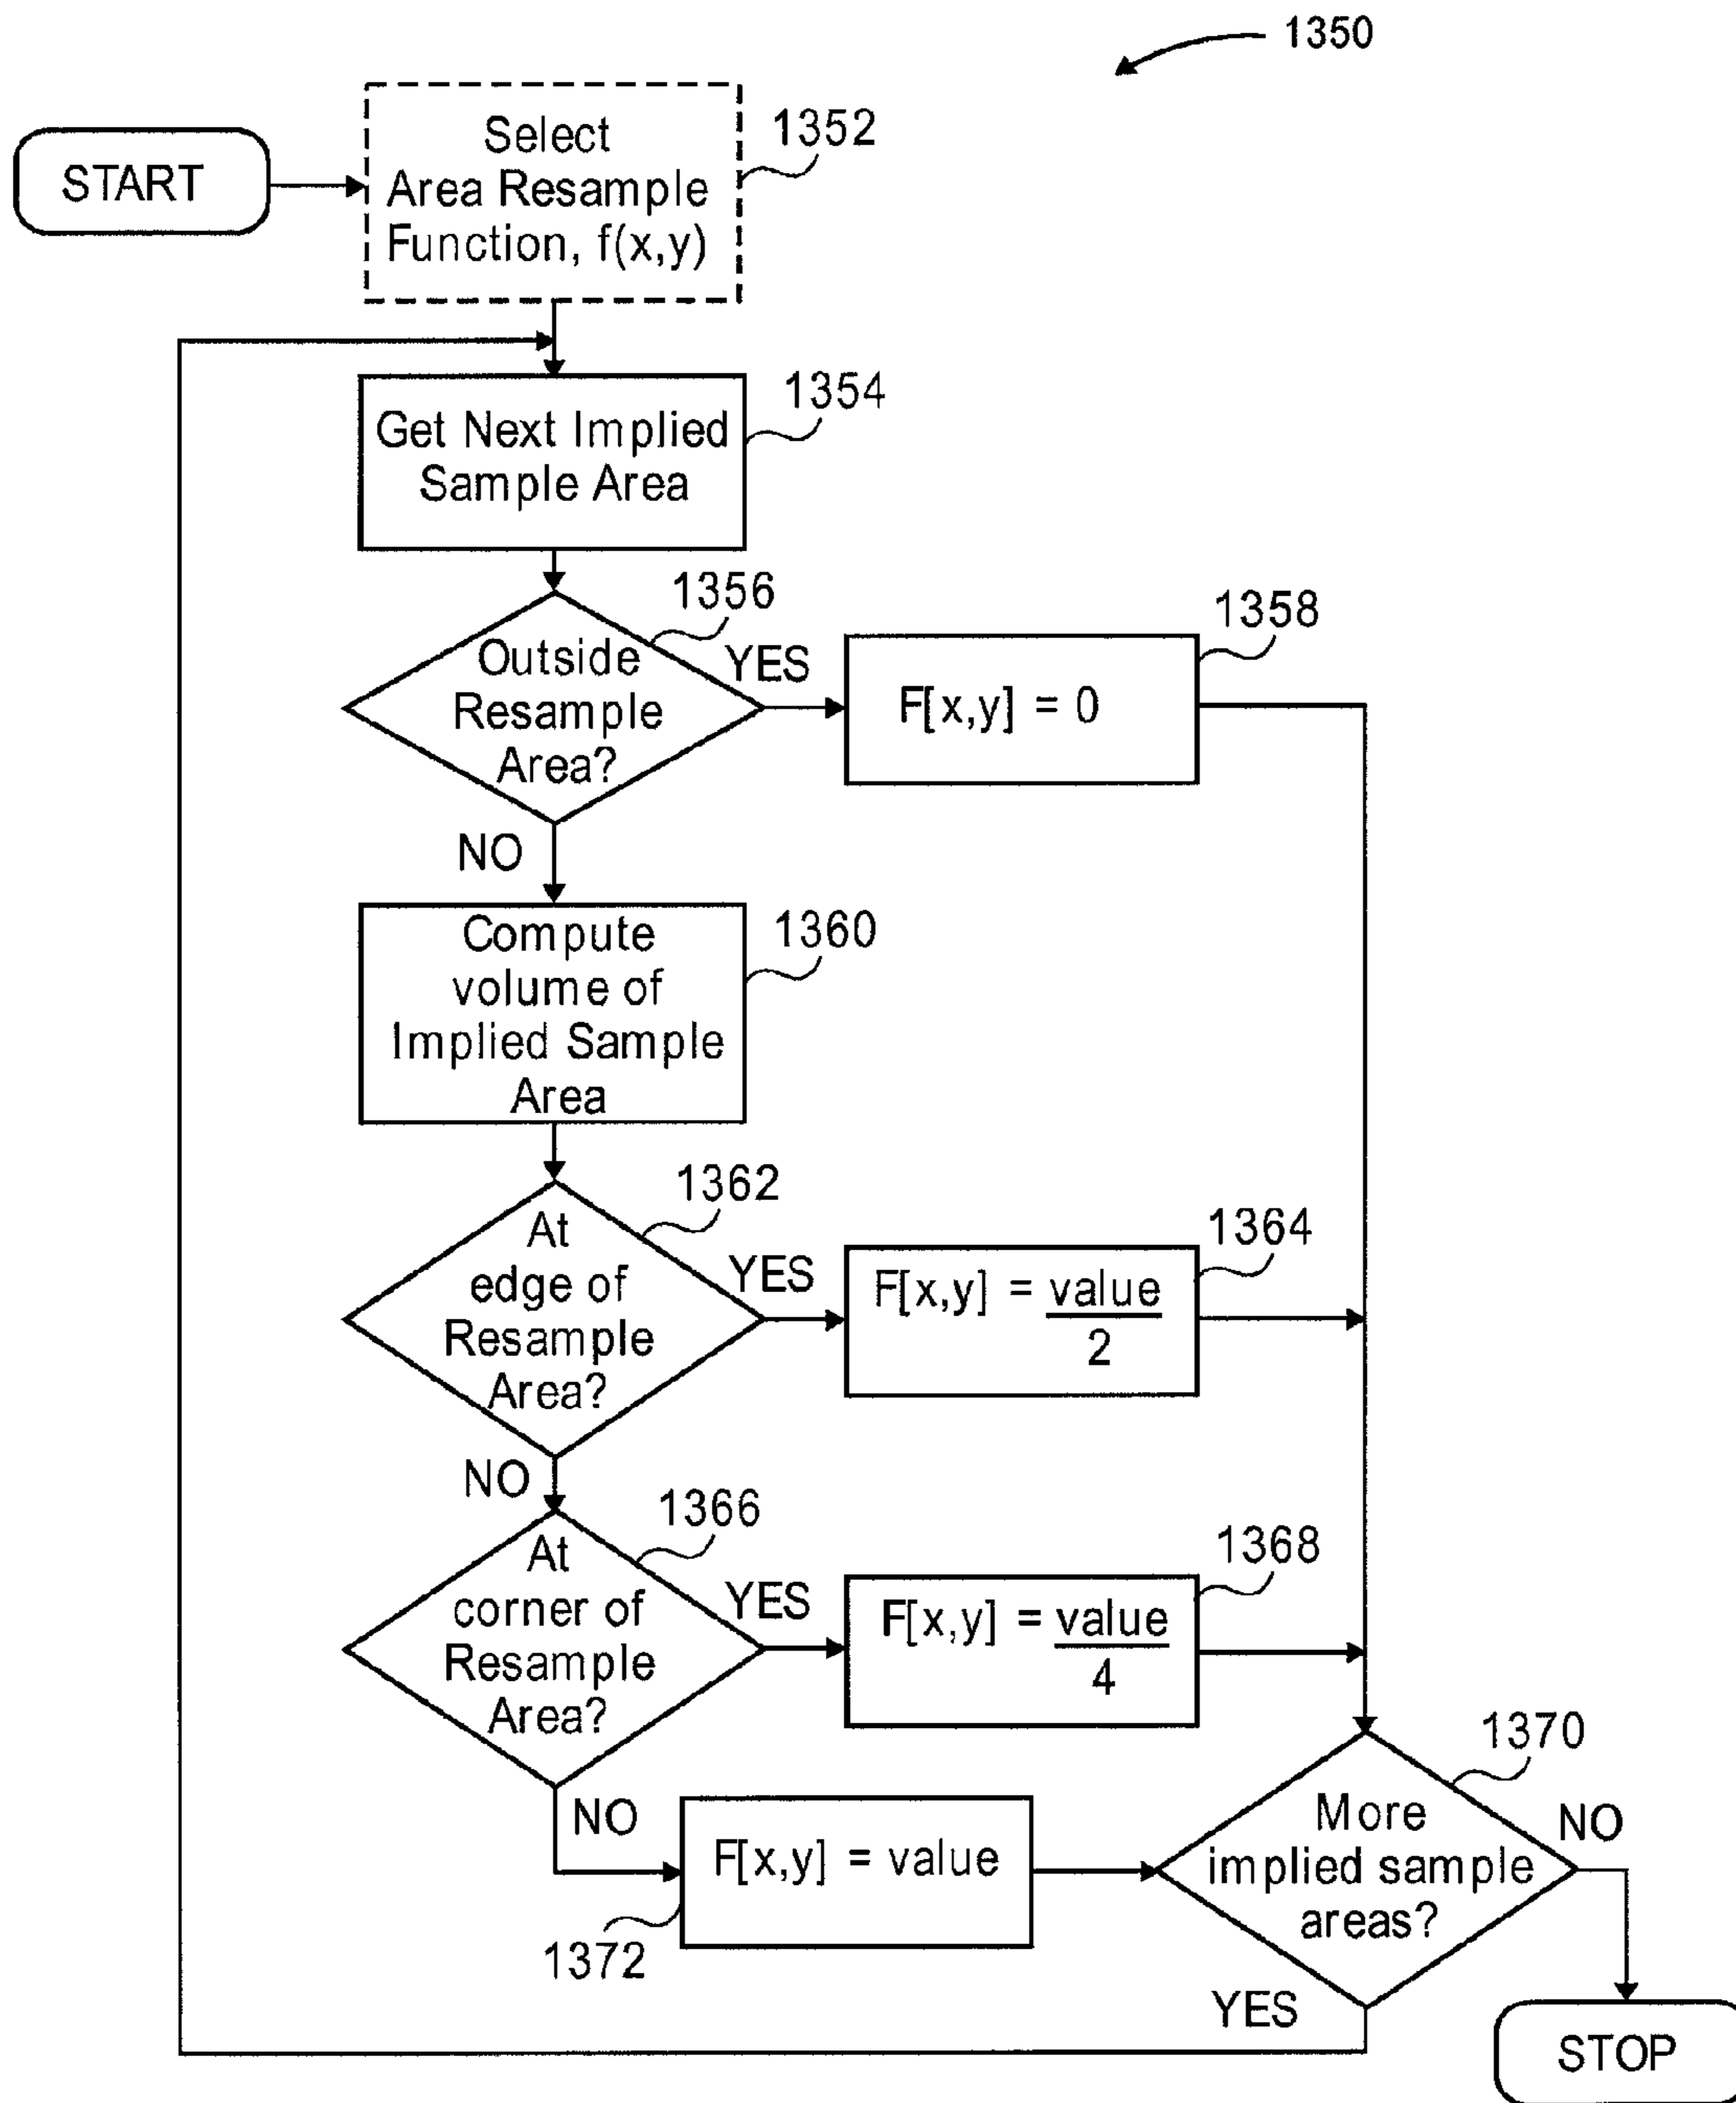 1350
START
Select
Area Resample
Function, f(x,y)
1352
Get Next Implied
Sample Area
1354
Outside
Resample
Area?
1356
YES
F[x,y] = 0
1358
NO
Compute
volume of
Implied Sample
Area
1360
At
edge of
Resample
Area?
1362
YES
F[x,y] = value
2
1364
NO
At
corner of
Resample
Area?
1366
YES
F[x,y] = value
4
1368
NO
F[x,y] = value
1372
More
implied sample
areas?
1370
NO
YES
STOP